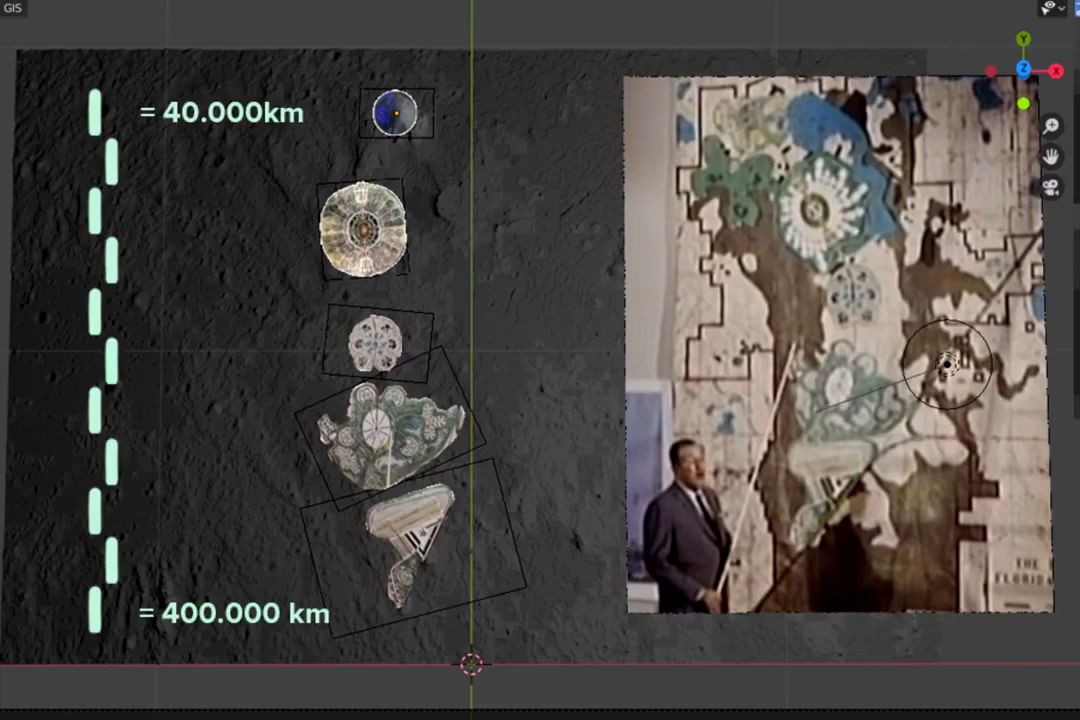 GIS
Y
Z
X
= 40.000km
THE
FLORIDA
= 400.000 km